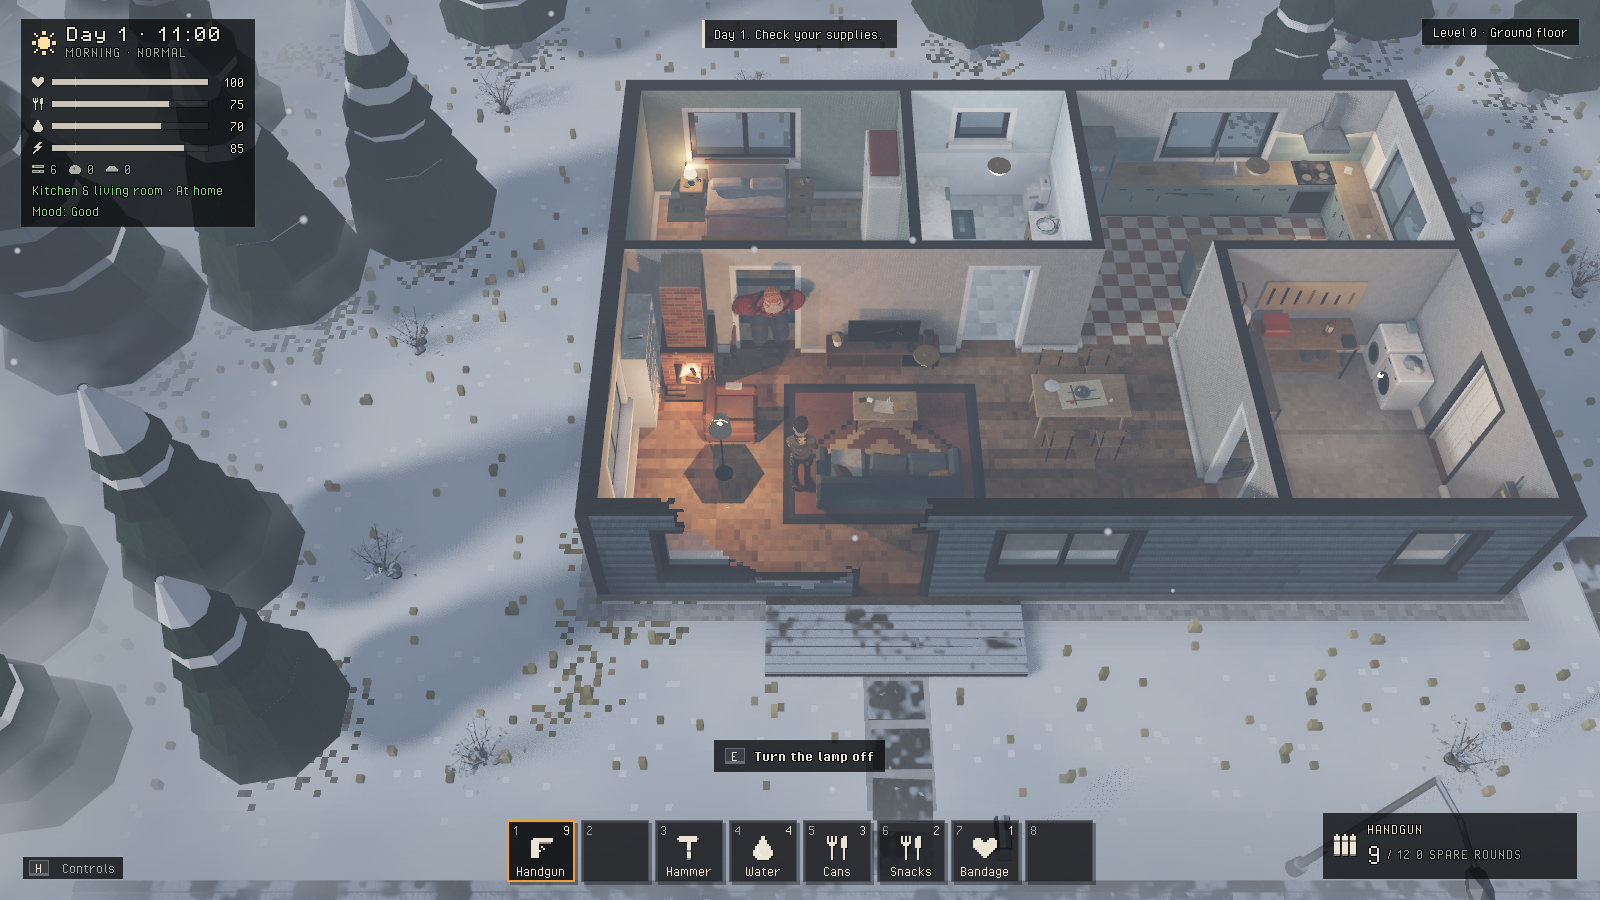 Day 1 · 11:00
MORNING · NORMAL
100
75
70
85
6 0 0
Kitchen & living room · At home
Mood: Good
Day 1. Check your supplies.
Level 0 · Ground floor
E Turn the lamp off
1 9 Handgun
2
3 Hammer
4 4 Water
5 3 Cans
6 2 Snacks
7 1 Bandage
8
H Controls
HANDGUN
9 / 12 0 SPARE ROUNDS